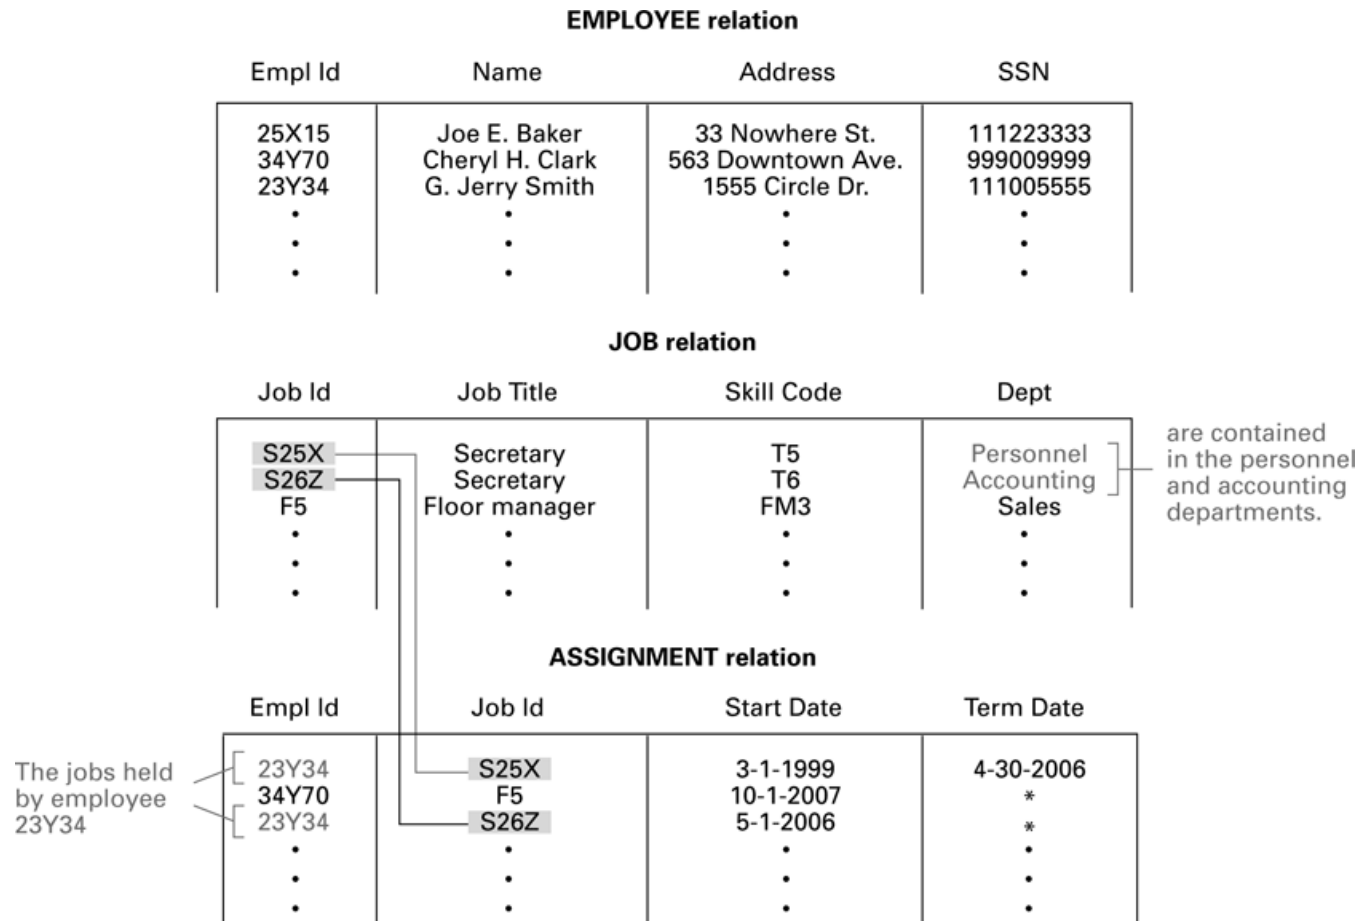 EMPLOYEE relation
Empl Id Name Address SSN
25X15 Joe E. Baker 33 Nowhere St. 111223333
34Y70 Cheryl H. Clark 563 Downtown Ave. 999009999
23Y34 G. Jerry Smith 1555 Circle Dr. 111005555
JOB relation
Job Id Job Title Skill Code Dept
S25X Secretary T5 Personnel
S26Z Secretary T6 Accounting
F5 Floor manager FM3 Sales
are contained
in the personnel
and accounting
departments.
ASSIGNMENT relation
Empl Id Job Id Start Date Term Date
23Y34 S25X 3-1-1999 4-30-2006
34Y70 F5 10-1-2007 *
23Y34 S26Z 5-1-2006 *
The jobs held
by employee
23Y34